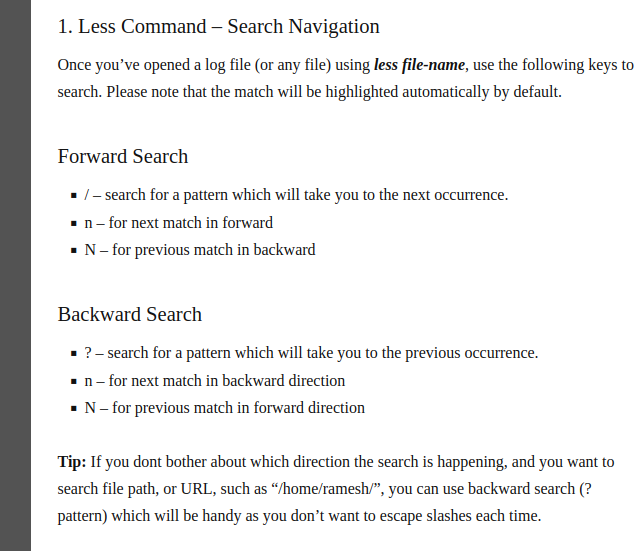 1. Less Command – Search Navigation
Once you’ve opened a log file (or any file) using less file-name, use the following keys to
search. Please note that the match will be highlighted automatically by default.
Forward Search
▪ / – search for a pattern which will take you to the next occurrence.
▪ n – for next match in forward
▪ N – for previous match in backward
Backward Search
▪ ? – search for a pattern which will take you to the previous occurrence.
▪ n – for next match in backward direction
▪ N – for previous match in forward direction
Tip: If you dont bother about which direction the search is happening, and you want to
search file path, or URL, such as “/home/ramesh/”, you can use backward search (?
pattern) which will be handy as you don’t want to escape slashes each time.